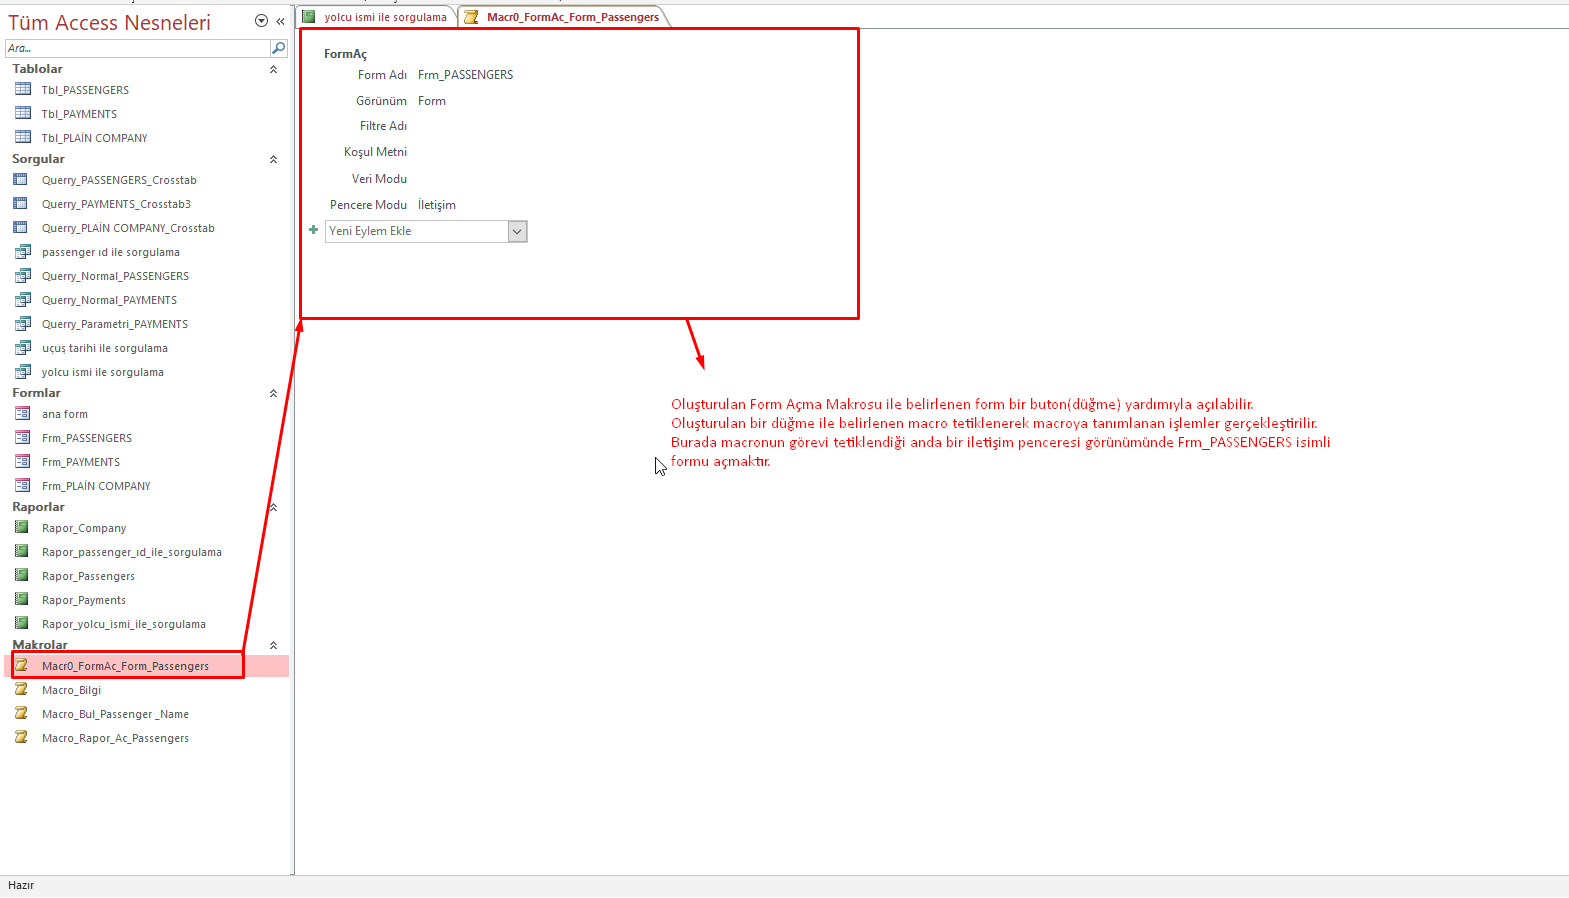 Tüm Access Nesneleri
Ara...
Tablolar
Tbl_PASSENGERS
Tbl_PAYMENTS
Tbl_PLAİN COMPANY
Sorgular
Querry_PASSENGERS_Crosstab
Querry_PAYMENTS_Crosstab3
Querry_PLAİN COMPANY_Crosstab
passenger ıd ile sorgulama
Querry_Normal_PASSENGERS
Querry_Normal_PAYMENTS
Querry_Parametri_PAYMENTS
uçuş tarihi ile sorgulama
yolcu ismi ile sorgulama
Formlar
ana form
Frm_PASSENGERS
Frm_PAYMENTS
Frm_PLAİN COMPANY
Raporlar
Rapor_Company
Rapor_passenger_ıd_ile_sorgulama
Rapor_Passengers
Rapor_Payments
Rapor_yolcu_ismi_ile_sorgulama
Makrolar
Macr0_FormAc_Form_Passengers
Macro_Bilgi
Macro_Bul_Passenger _Name
Macro_Rapor_Ac_Passengers
yolcu ismi ile sorgulama
Macr0_FormAc_Form_Passengers
FormAç
Form Adı Frm_PASSENGERS
Görünüm Form
Filtre Adı
Koşul Metni
Veri Modu
Pencere Modu İletişim
Yeni Eylem Ekle
Oluşturulan Form Açma Makrosu ile belirlenen form bir buton(düğme) yardımıyla açılabilir.
Oluşturulan bir düğme ile belirlenen macro tetiklenerek macroya tanımlanan işlemler gerçekleştirilir.
Burada macronun görevi tetiklendiği anda bir iletişim penceresi görünümünde Frm_PASSENGERS isimli
formu açmaktır.
Hazır